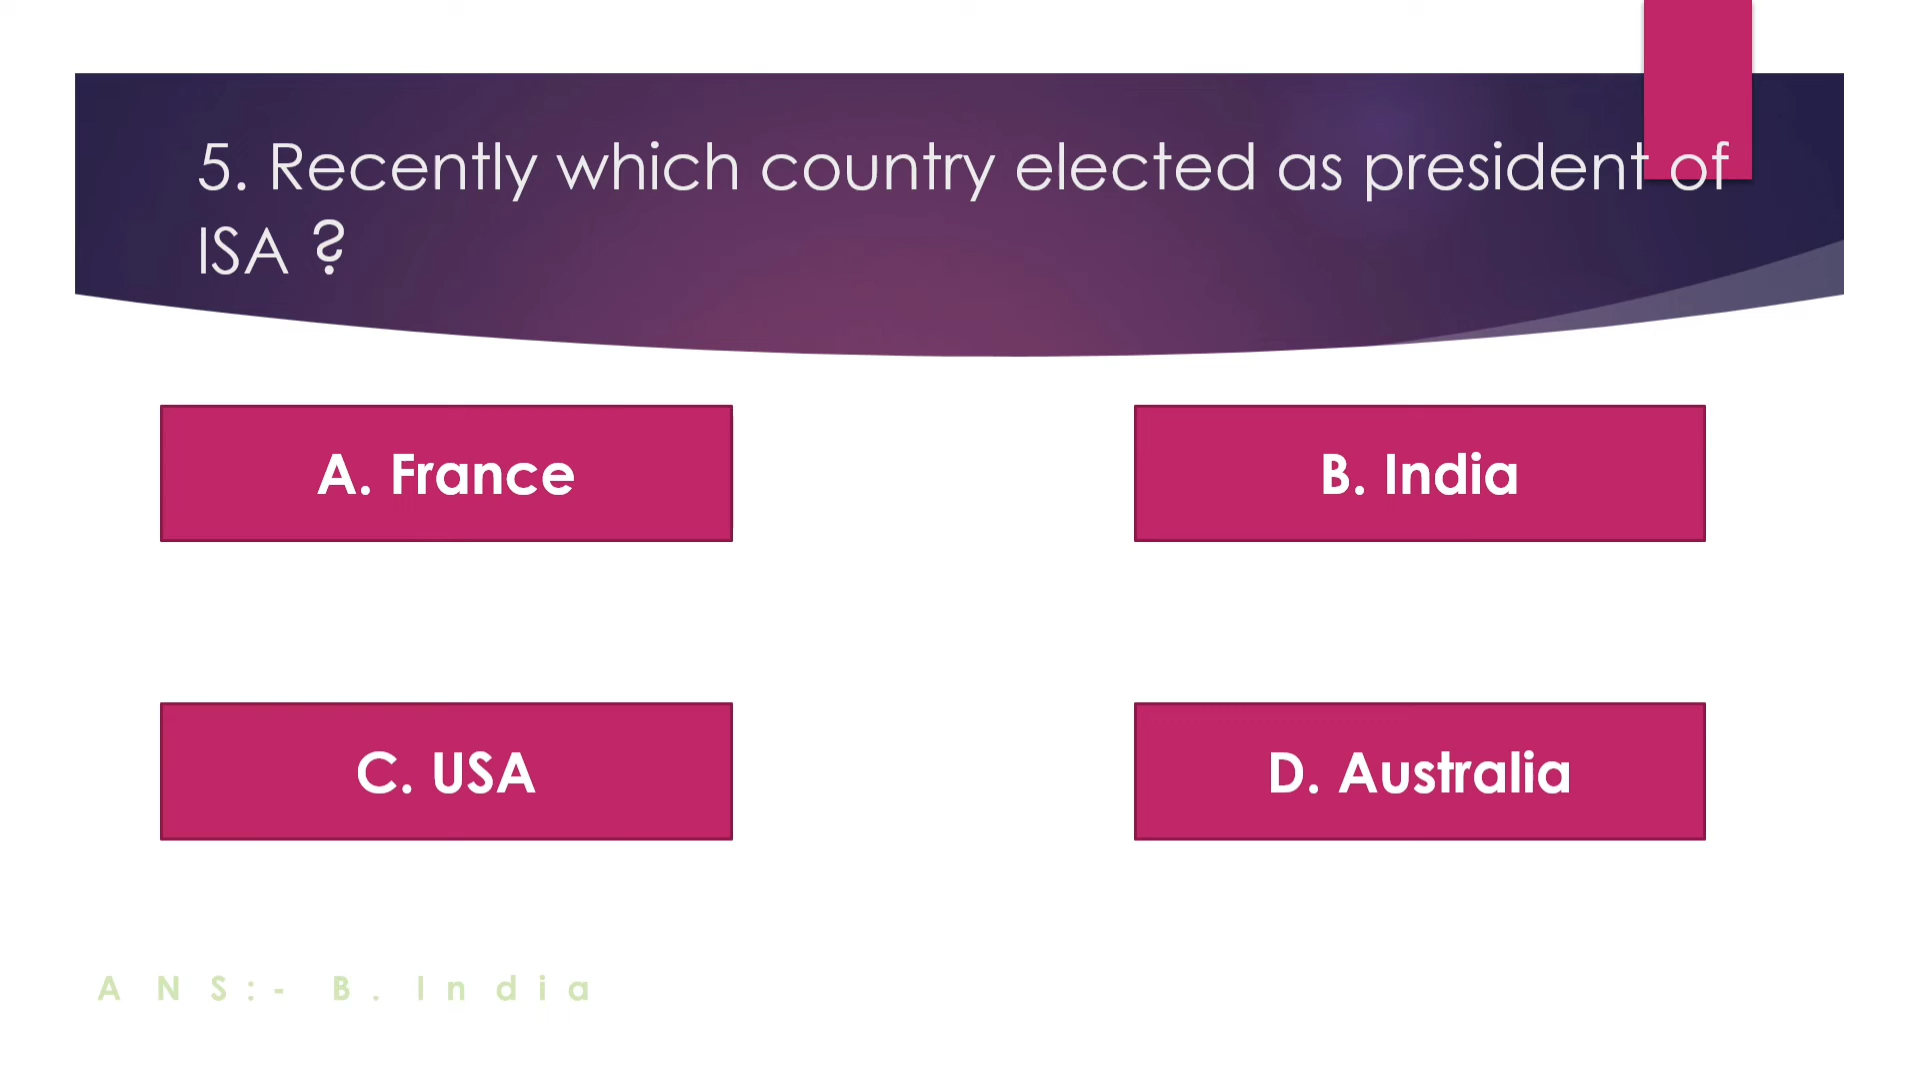 5. Recently which country elected as president of
ISA ?
A. France
B. India
C. USA
D. Australia
ANS:- B. India